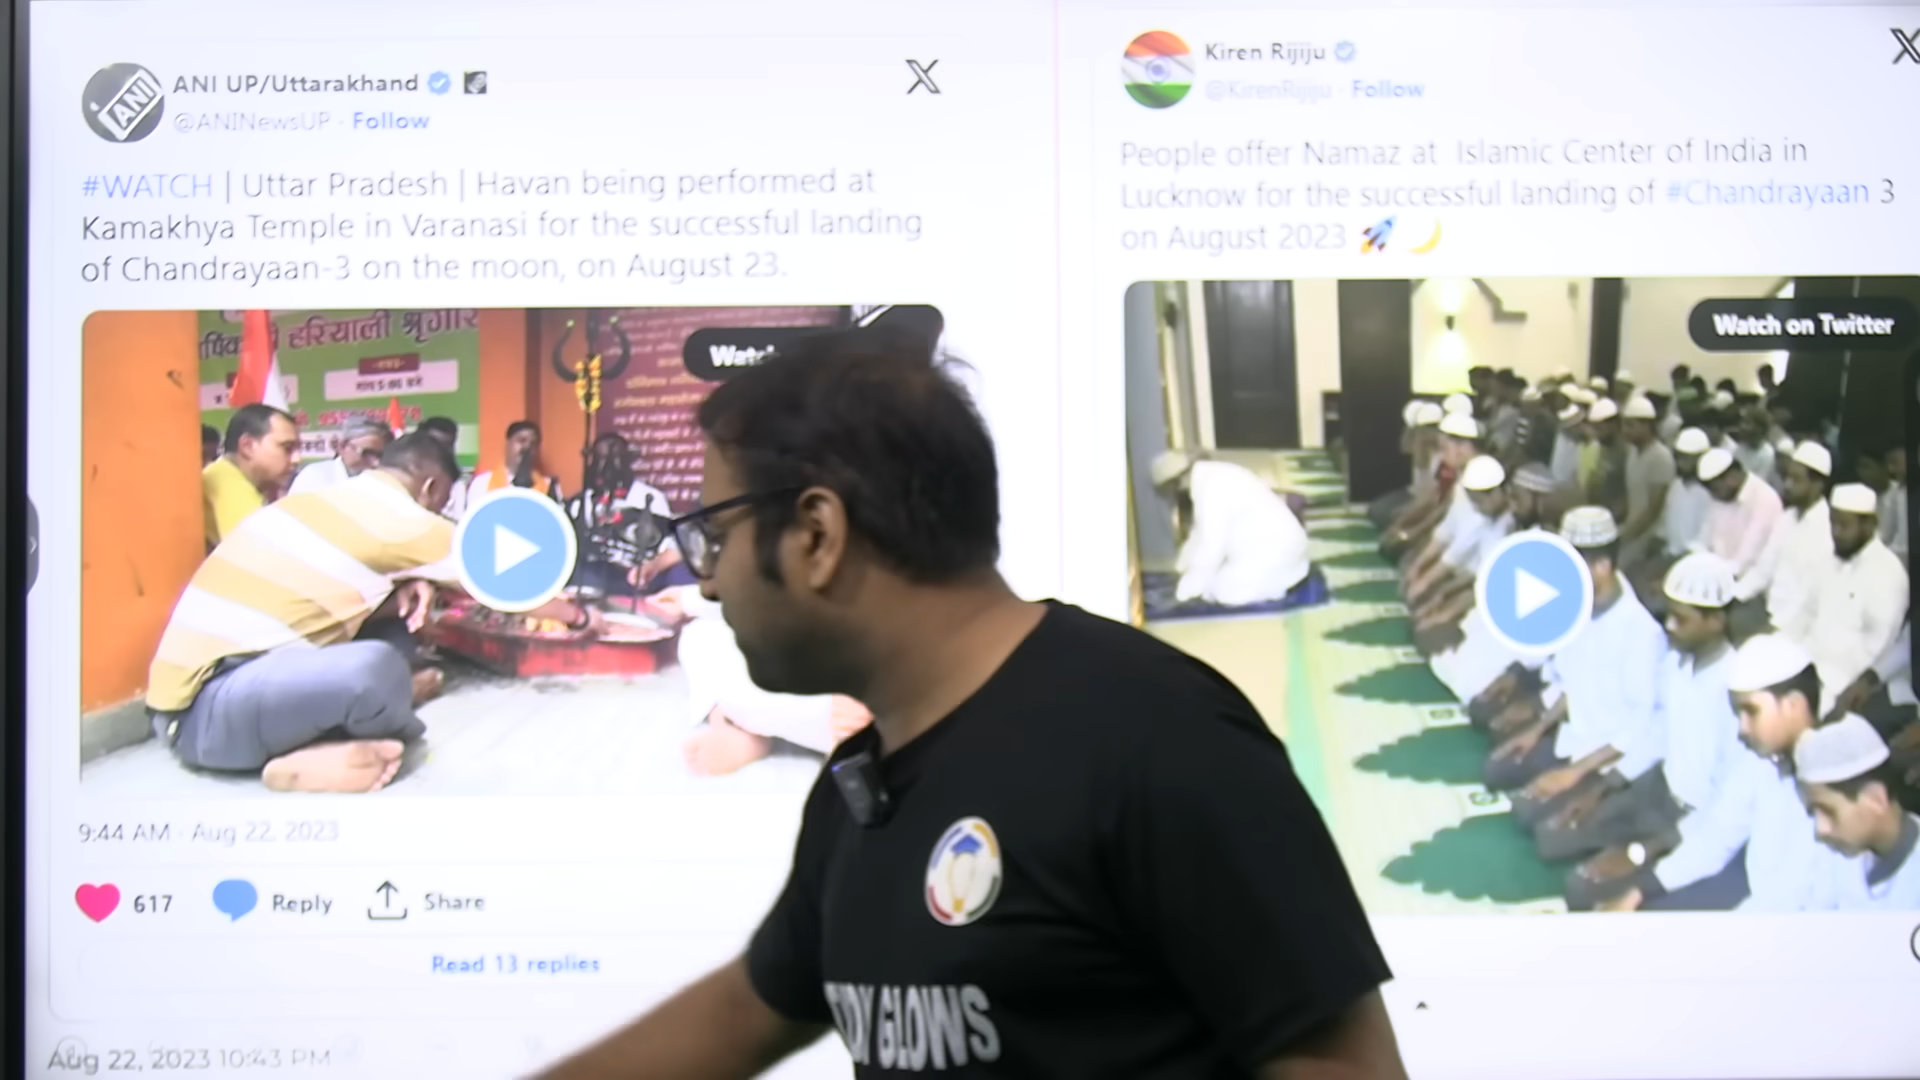 ANI UP/Uttarakhand
@ANINewsUP · Follow
#WATCH | Uttar Pradesh | Havan being performed at
Kamakhya Temple in Varanasi for the successful landing
of Chandrayaan-3 on the moon, on August 23.
ANI
हरियाली श्रृंगार
9:44 AM · Aug 22, 2023
617 Reply Share
Read 13 replies
Aug 22, 2023 10:43 PM
Kiren Rijiju
@KirenRijiju · Follow
People offer Namaz at Islamic Center of India in
Lucknow for the successful landing of #Chandrayaan 3
on August 2023 🚀🌙
Watch on Twitter
GLOWS